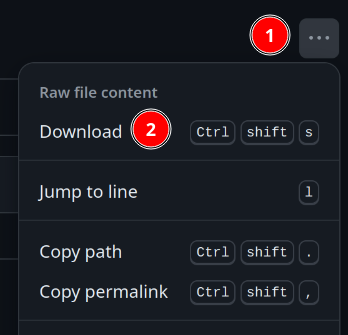 1
...
Raw file content
Download 2 Ctrl shift s
Jump to line l
Copy path Ctrl shift .
Copy permalink Ctrl shift ,